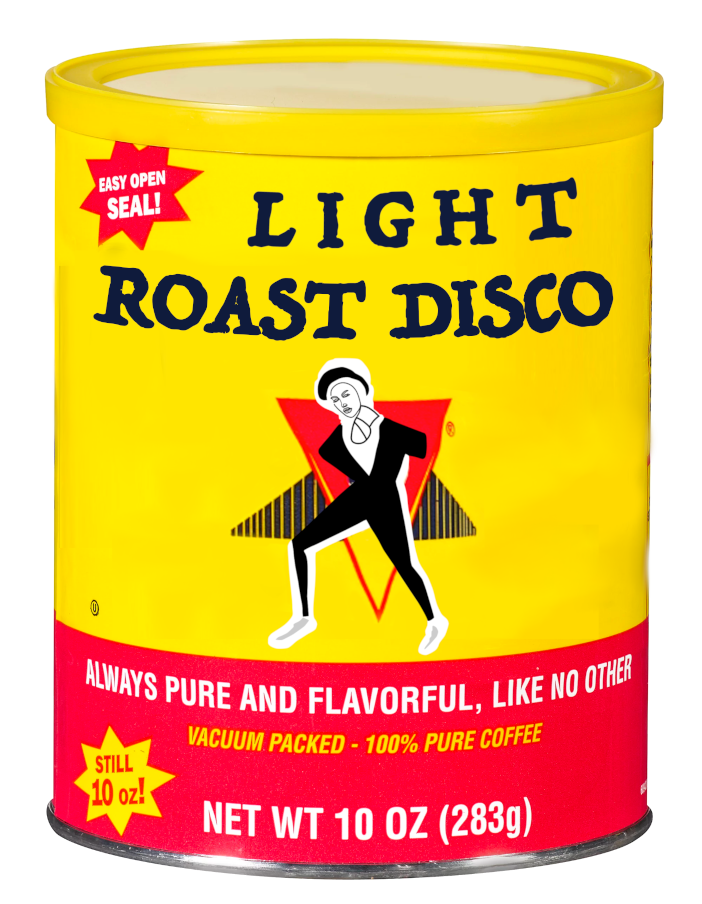 EASY OPEN
SEAL!
LIGHT
ROAST DISCO
®
Ⓤ
ALWAYS PURE AND FLAVORFUL, LIKE NO OTHER
VACUUM PACKED - 100% PURE COFFEE
STILL
10 oz!
NET WT 10 OZ (283g)